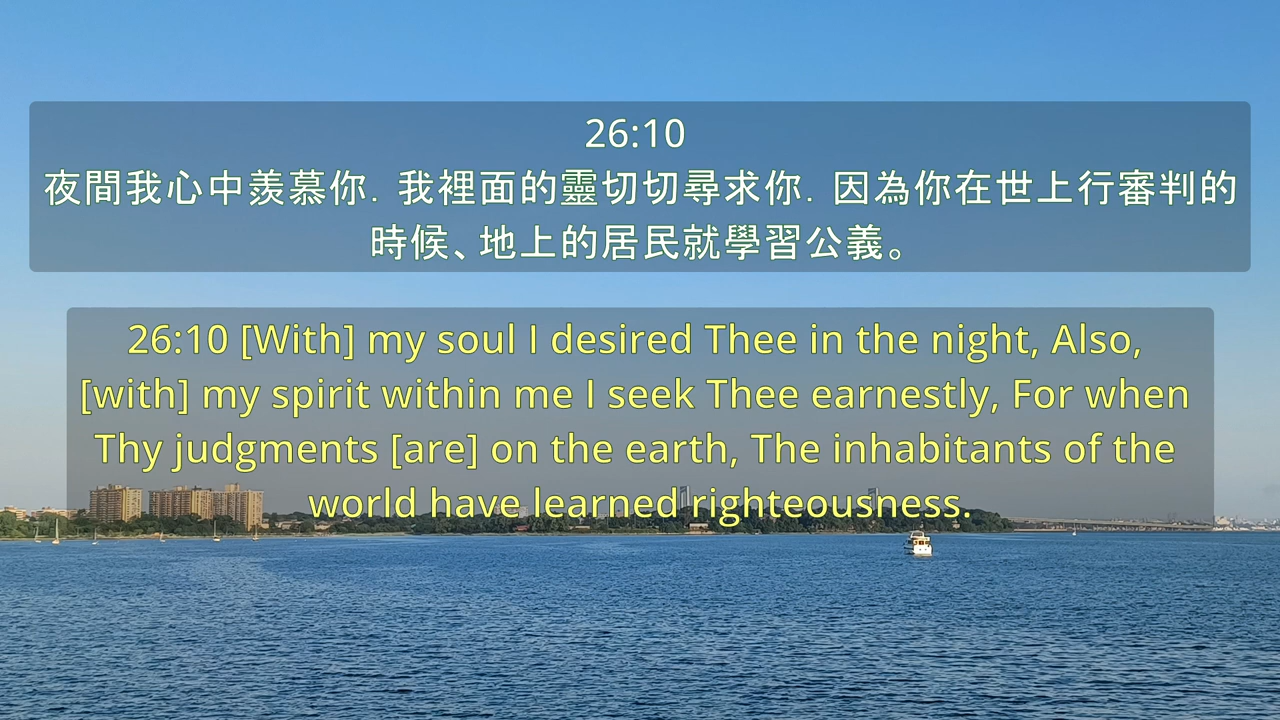 26:10
夜間我心中羨慕你．我裡面的靈切切尋求你．因為你在世上行審判的
時候、地上的居民就學習公義。
26:10 [With] my soul I desired Thee in the night, Also,
[with] my spirit within me I seek Thee earnestly, For when
Thy judgments [are] on the earth, The inhabitants of the
world have learned righteousness.